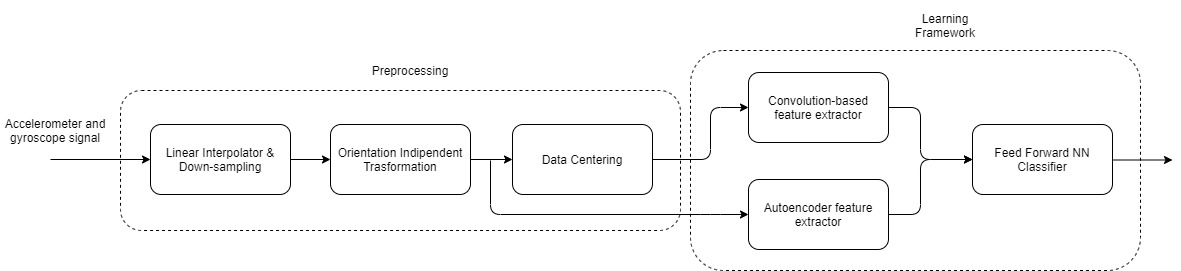 Learning
Framework
Preprocessing
Accelerometer and
gyroscope signal
Linear Interpolator &
Down-sampling
Orientation Indipendent
Trasformation
Data Centering
Convolution-based
feature extractor
Autoencoder feature
extractor
Feed Forward NN
Classifier